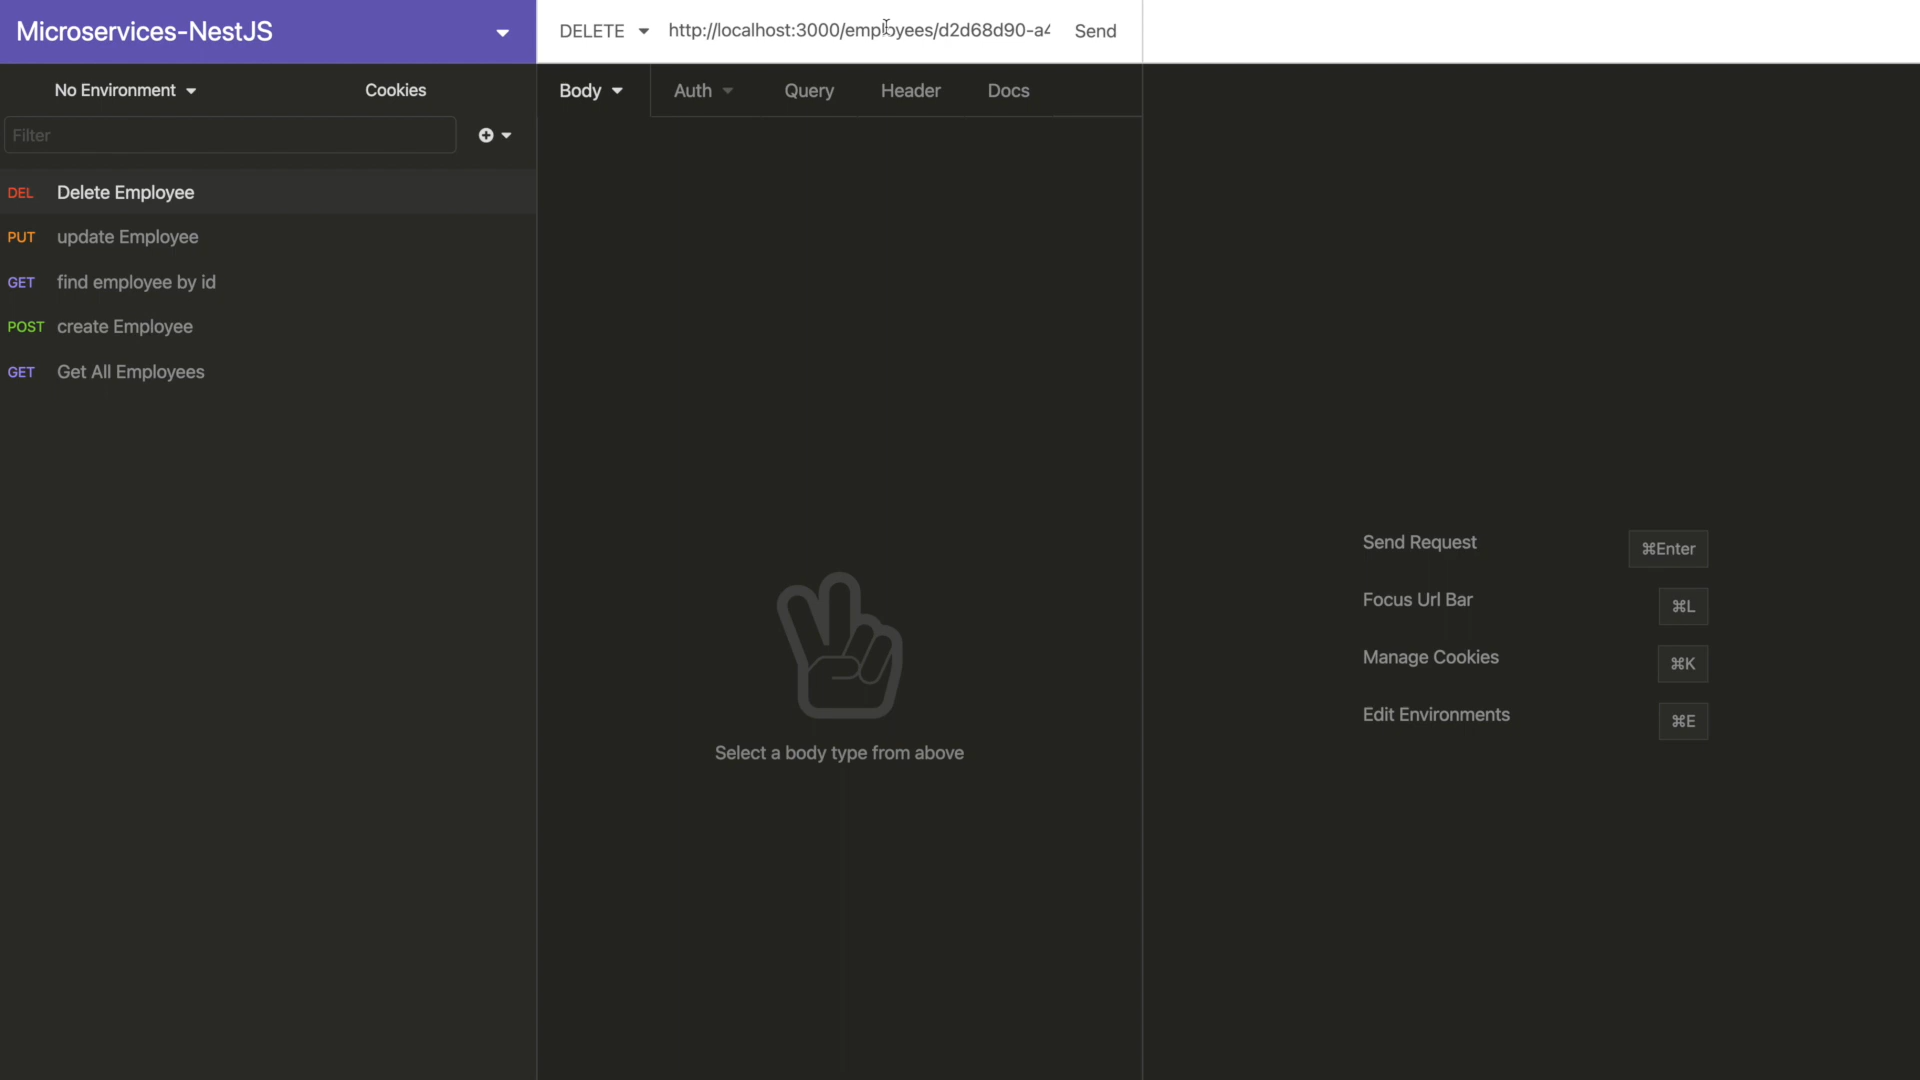 Microservices-NestJS
DELETE http://localhost:3000/employees/d2d68d90-a4 Send
No Environment Cookies
Body Auth Query Header Docs
Filter
DEL Delete Employee
PUT update Employee
GET find employee by id
POST create Employee
GET Get All Employees
Send Request ⌘Enter
Focus Url Bar ⌘L
Manage Cookies ⌘K
Edit Environments ⌘E
Select a body type from above